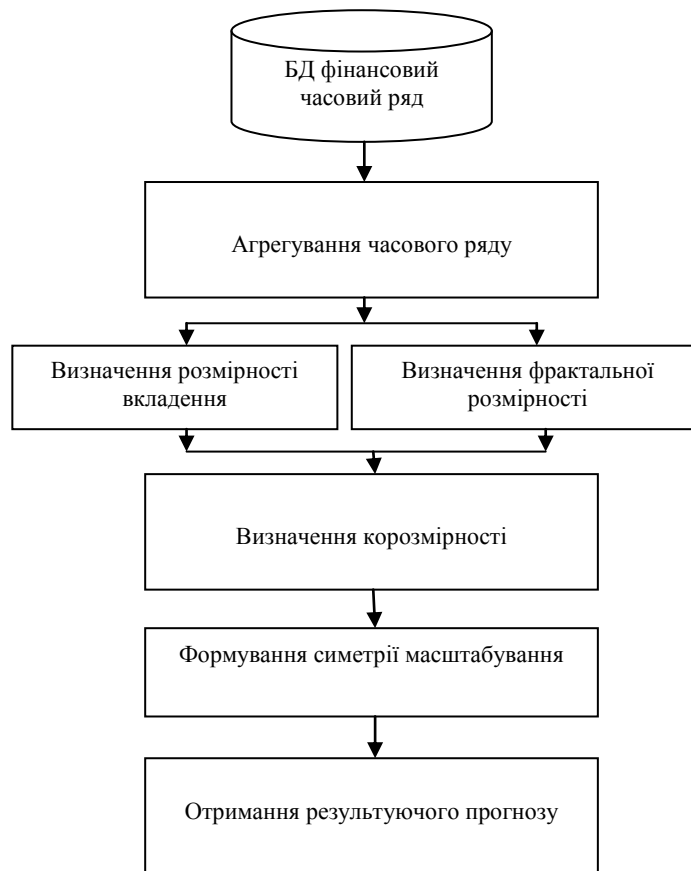 БД фінансовий
часовий ряд
Агрегування часового ряду
Визначення розмірності
вкладення
Визначення фрактальної
розмірності
Визначення корозмірності
Формування симетрії масштабування
Отримання результуючого прогнозу